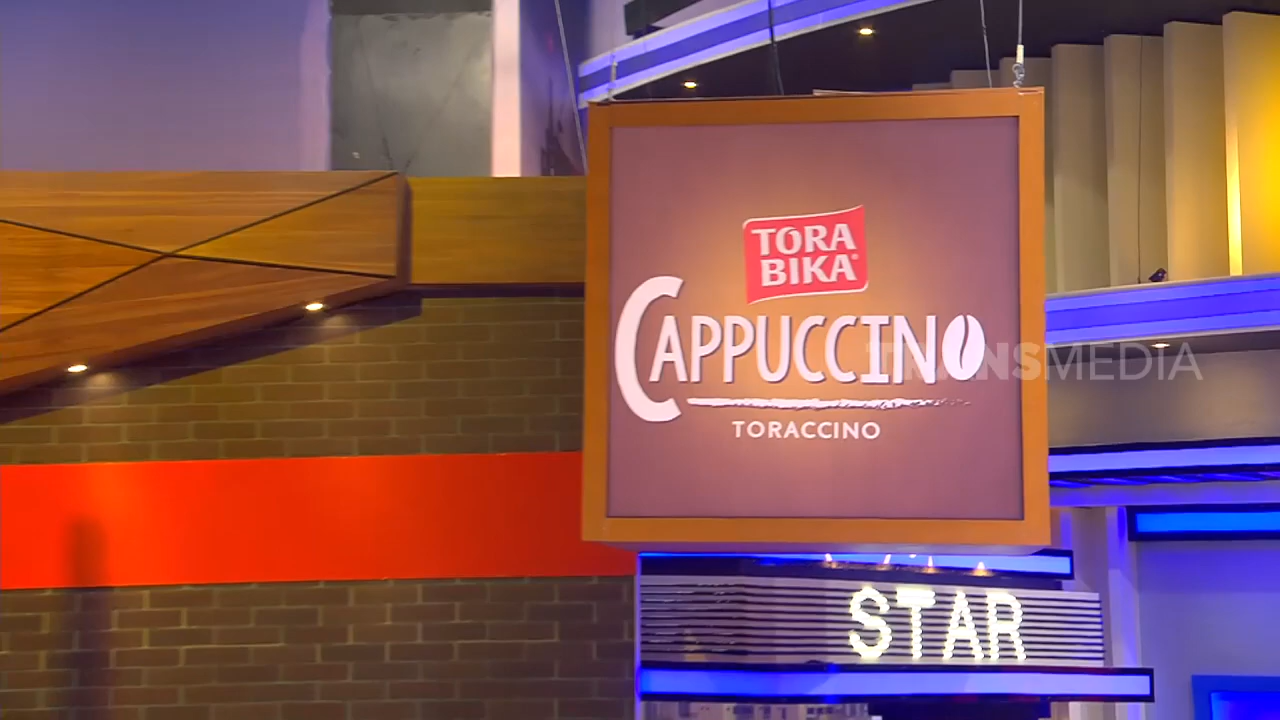 TORA
BIKA®
CAPPUCCINO
TRANSMEDIA
TORACCINO
STAR